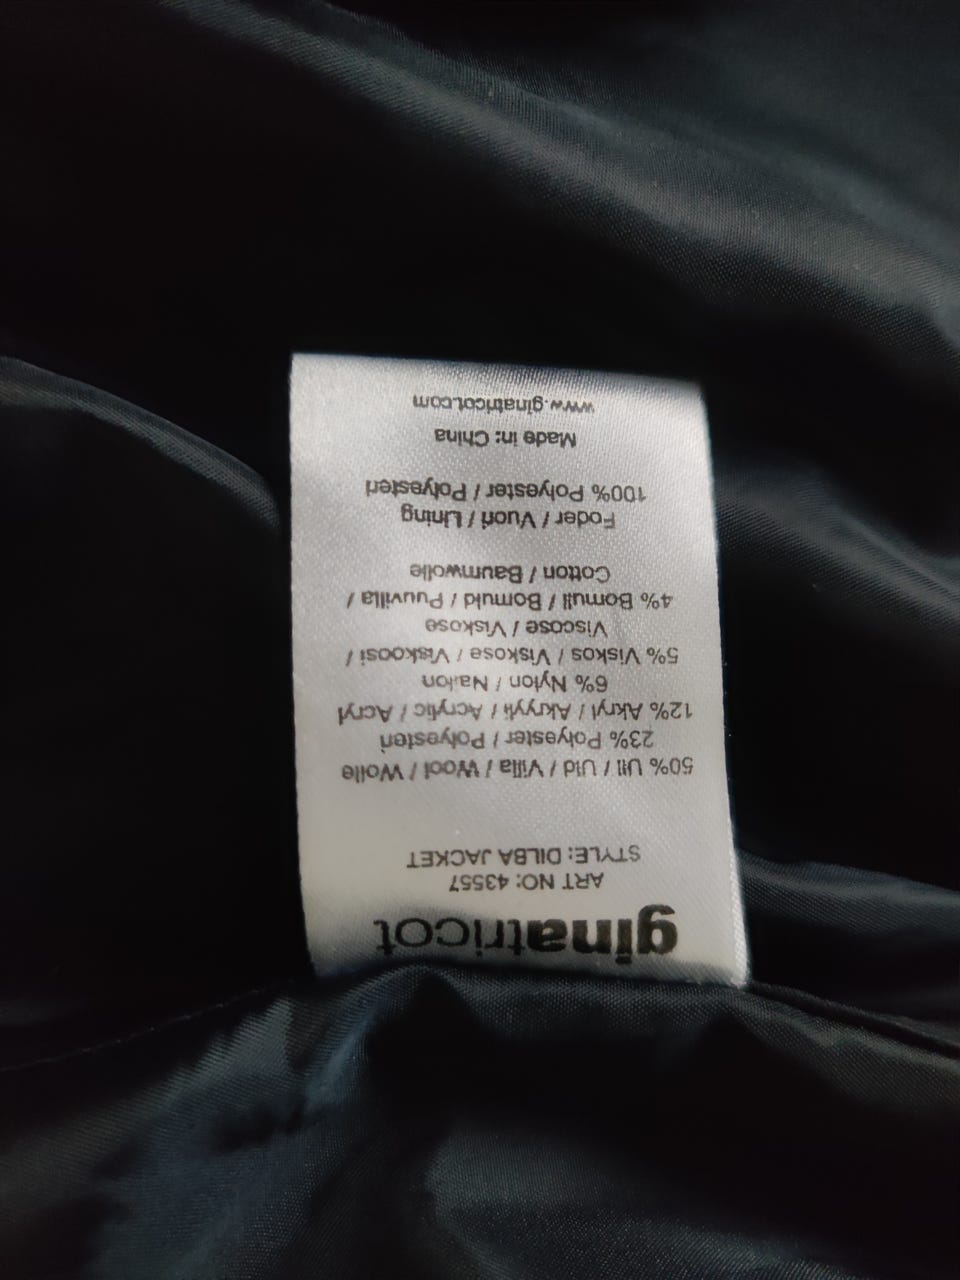 ginatricot
ART NO: 43557
STYLE: DILBA JACKET
50% Ull / Uld / Villa / Wool / Wolle
23% Polyester / Polyesteri
12% Akryl / Akryyli / Acrylic / Acryl
6% Nylon / Nailon
5% Viskos / Viskose / Viskoosi /
Viscose / Viskose
4% Bomull / Bomuld / Puuvilla /
Cotton / Baumwolle
Foder / Vuori / Lining
100% Polyester / Polyesteri
Made in: China
www.ginatricot.com